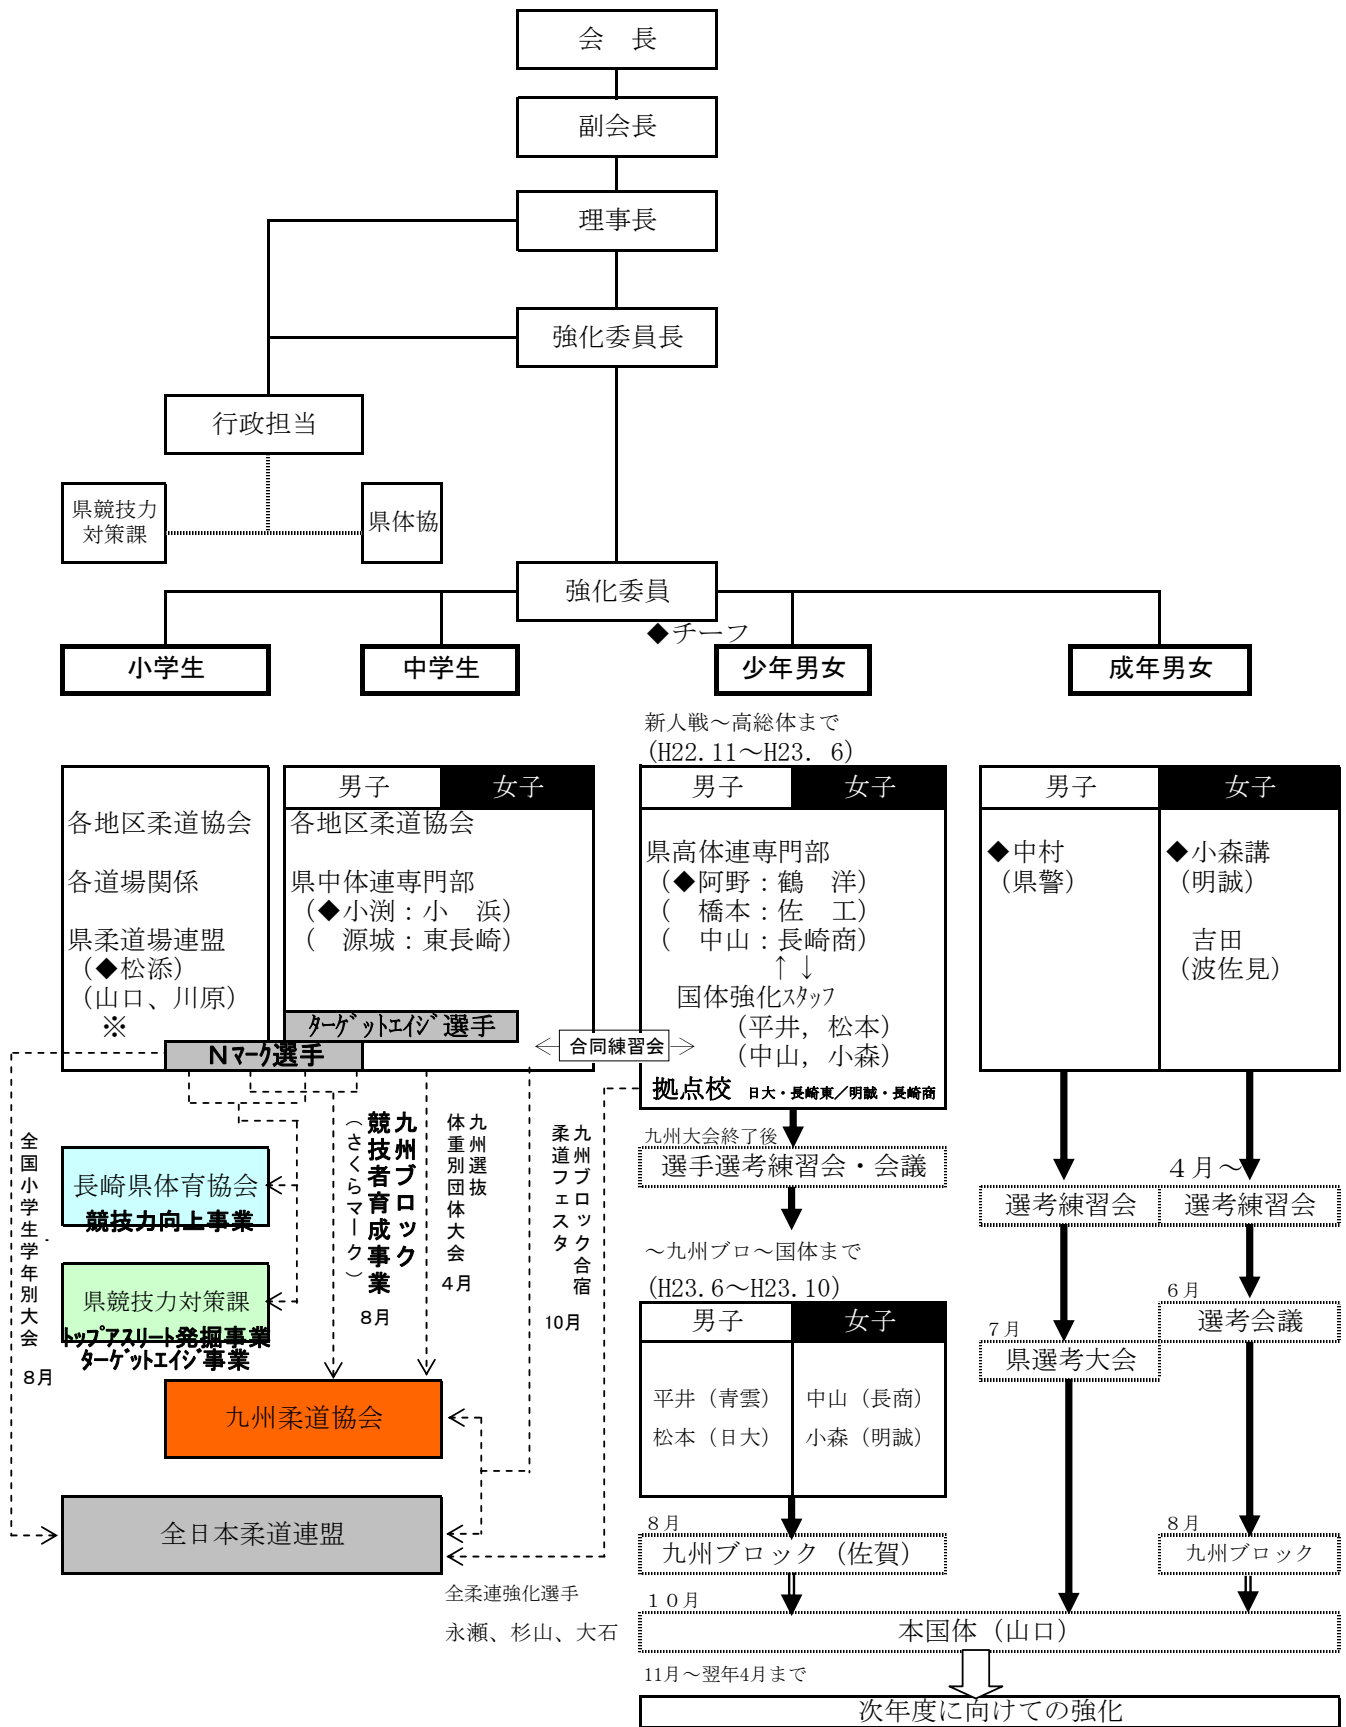 会　長
副会長
理事長
強化委員長
行政担当
県競技力
対策課
県体協
強化委員
◆チーフ
小学生
中学生
少年男女
成年男女
新人戦～高総体まで
(H22.11～H23. 6)
各地区柔道協会
各道場関係
県柔道場連盟
（◆松添）
（山口、川原）
※
男子
女子
各地区柔道協会
県中体連専門部
（◆小渕：小　浜）
（　源城：東長崎）
ﾀｰｹﾞｯﾄｴｲｼﾞ選手
Nﾏｰｸ選手
合同練習会
男子
女子
県高体連専門部
（◆阿野：鶴　洋）
（　橋本：佐　工）
（　中山：長崎商）
↑ ↓
国体強化ｽﾀｯﾌ
（平井，松本）
（中山，小森）
拠点校　日大・長崎東／明誠・長崎商
男子
女子
◆中村
（県警）
◆小森講
（明誠）
吉田
（波佐見）
全国小学生学年別大会　8月
長崎県体育協会
競技力向上事業
県競技力対策課
ﾄｯﾌﾟｱｽﾘｰﾄ発掘事業
ﾀｰｹﾞｯﾄｴｲｼﾞ事業
九州ブロック
競技者育成事業
（さくらマーク）
8月
九州選抜
体重別団体大会　4月
九州ブロック合宿
柔道フェスタ
10月
九州柔道協会
全日本柔道連盟
全柔連強化選手
永瀬、杉山、大石
九州大会終了後
選手選考練習会・会議
～九州ブロ～国体まで
(H23.6～H23.10)
男子
女子
平井（青雲）
松本（日大）
中山（長商）
小森（明誠）
8月
九州ブロック（佐賀）
４月～
選考練習会
選考練習会
6月
選考会議
7月
県選考大会
8月
九州ブロック
１０月
本国体（山口）
11月～翌年4月まで
次年度に向けての強化